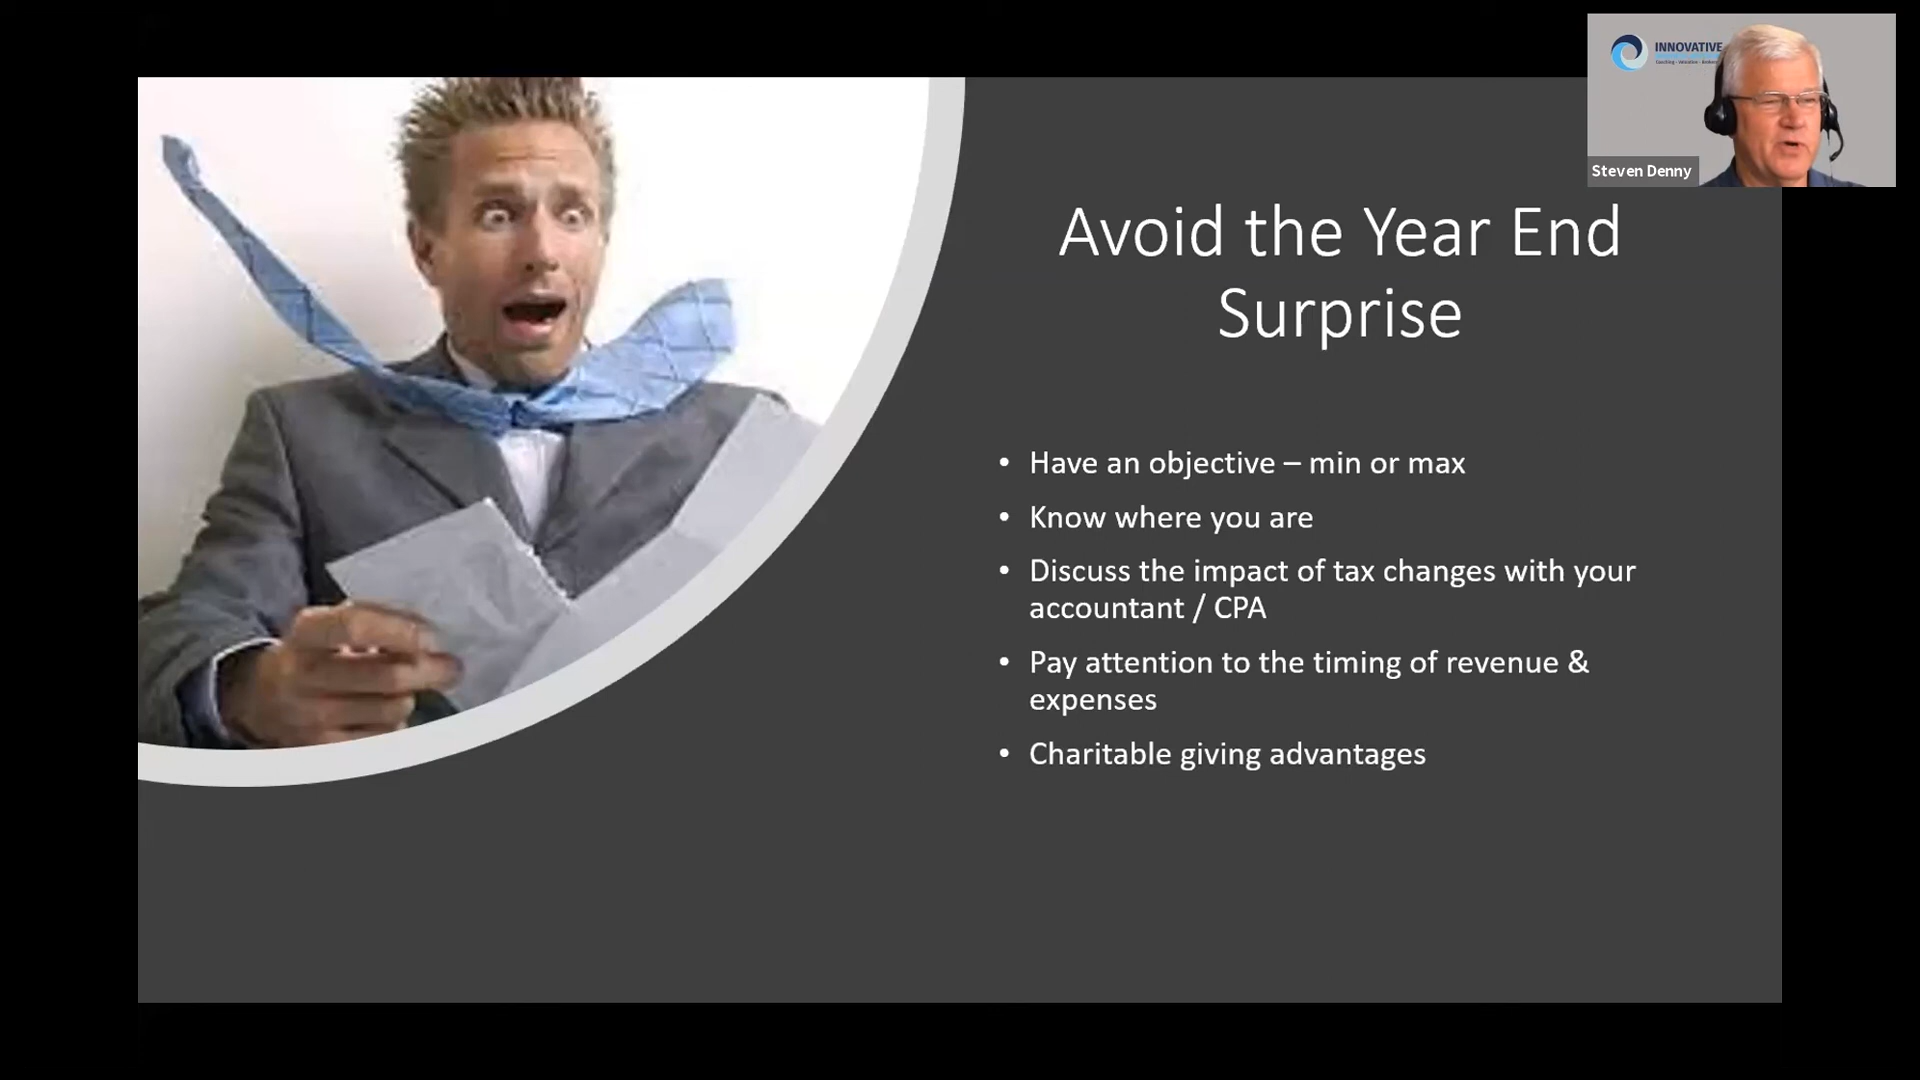 INNOVATIVE
Steven Denny
Avoid the Year End
Surprise
• Have an objective – min or max
• Know where you are
• Discuss the impact of tax changes with your
accountant / CPA
• Pay attention to the timing of revenue &
expenses
• Charitable giving advantages